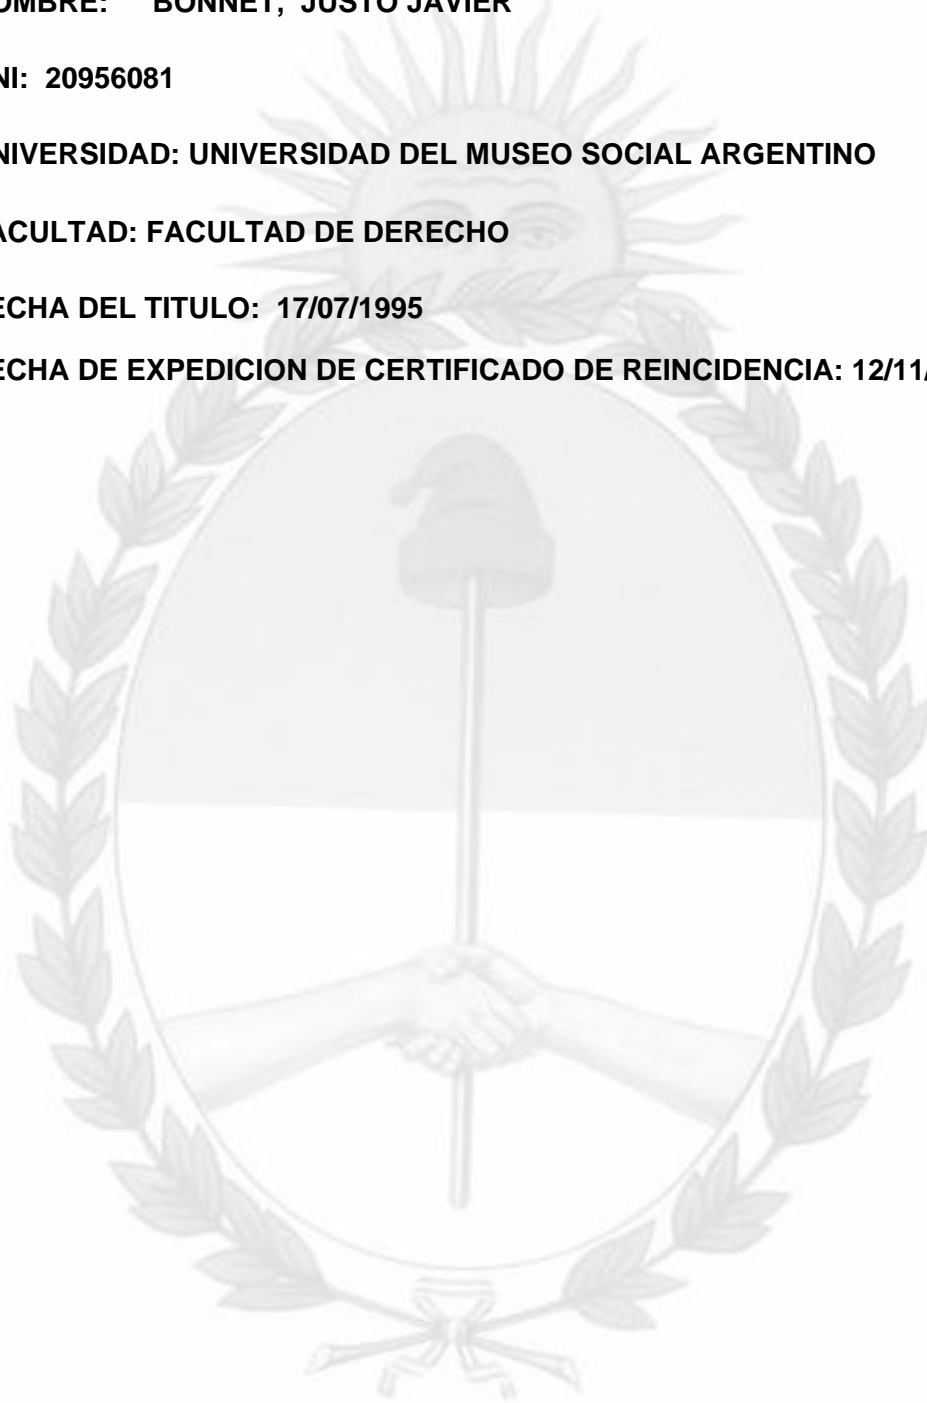 OMBRE: BONNET, JUSTO JAVIER
NI: 20956081
NIVERSIDAD: UNIVERSIDAD DEL MUSEO SOCIAL ARGENTINO
ACULTAD: FACULTAD DE DERECHO
ECHA DEL TITULO: 17/07/1995
ECHA DE EXPEDICION DE CERTIFICADO DE REINCIDENCIA: 12/11/